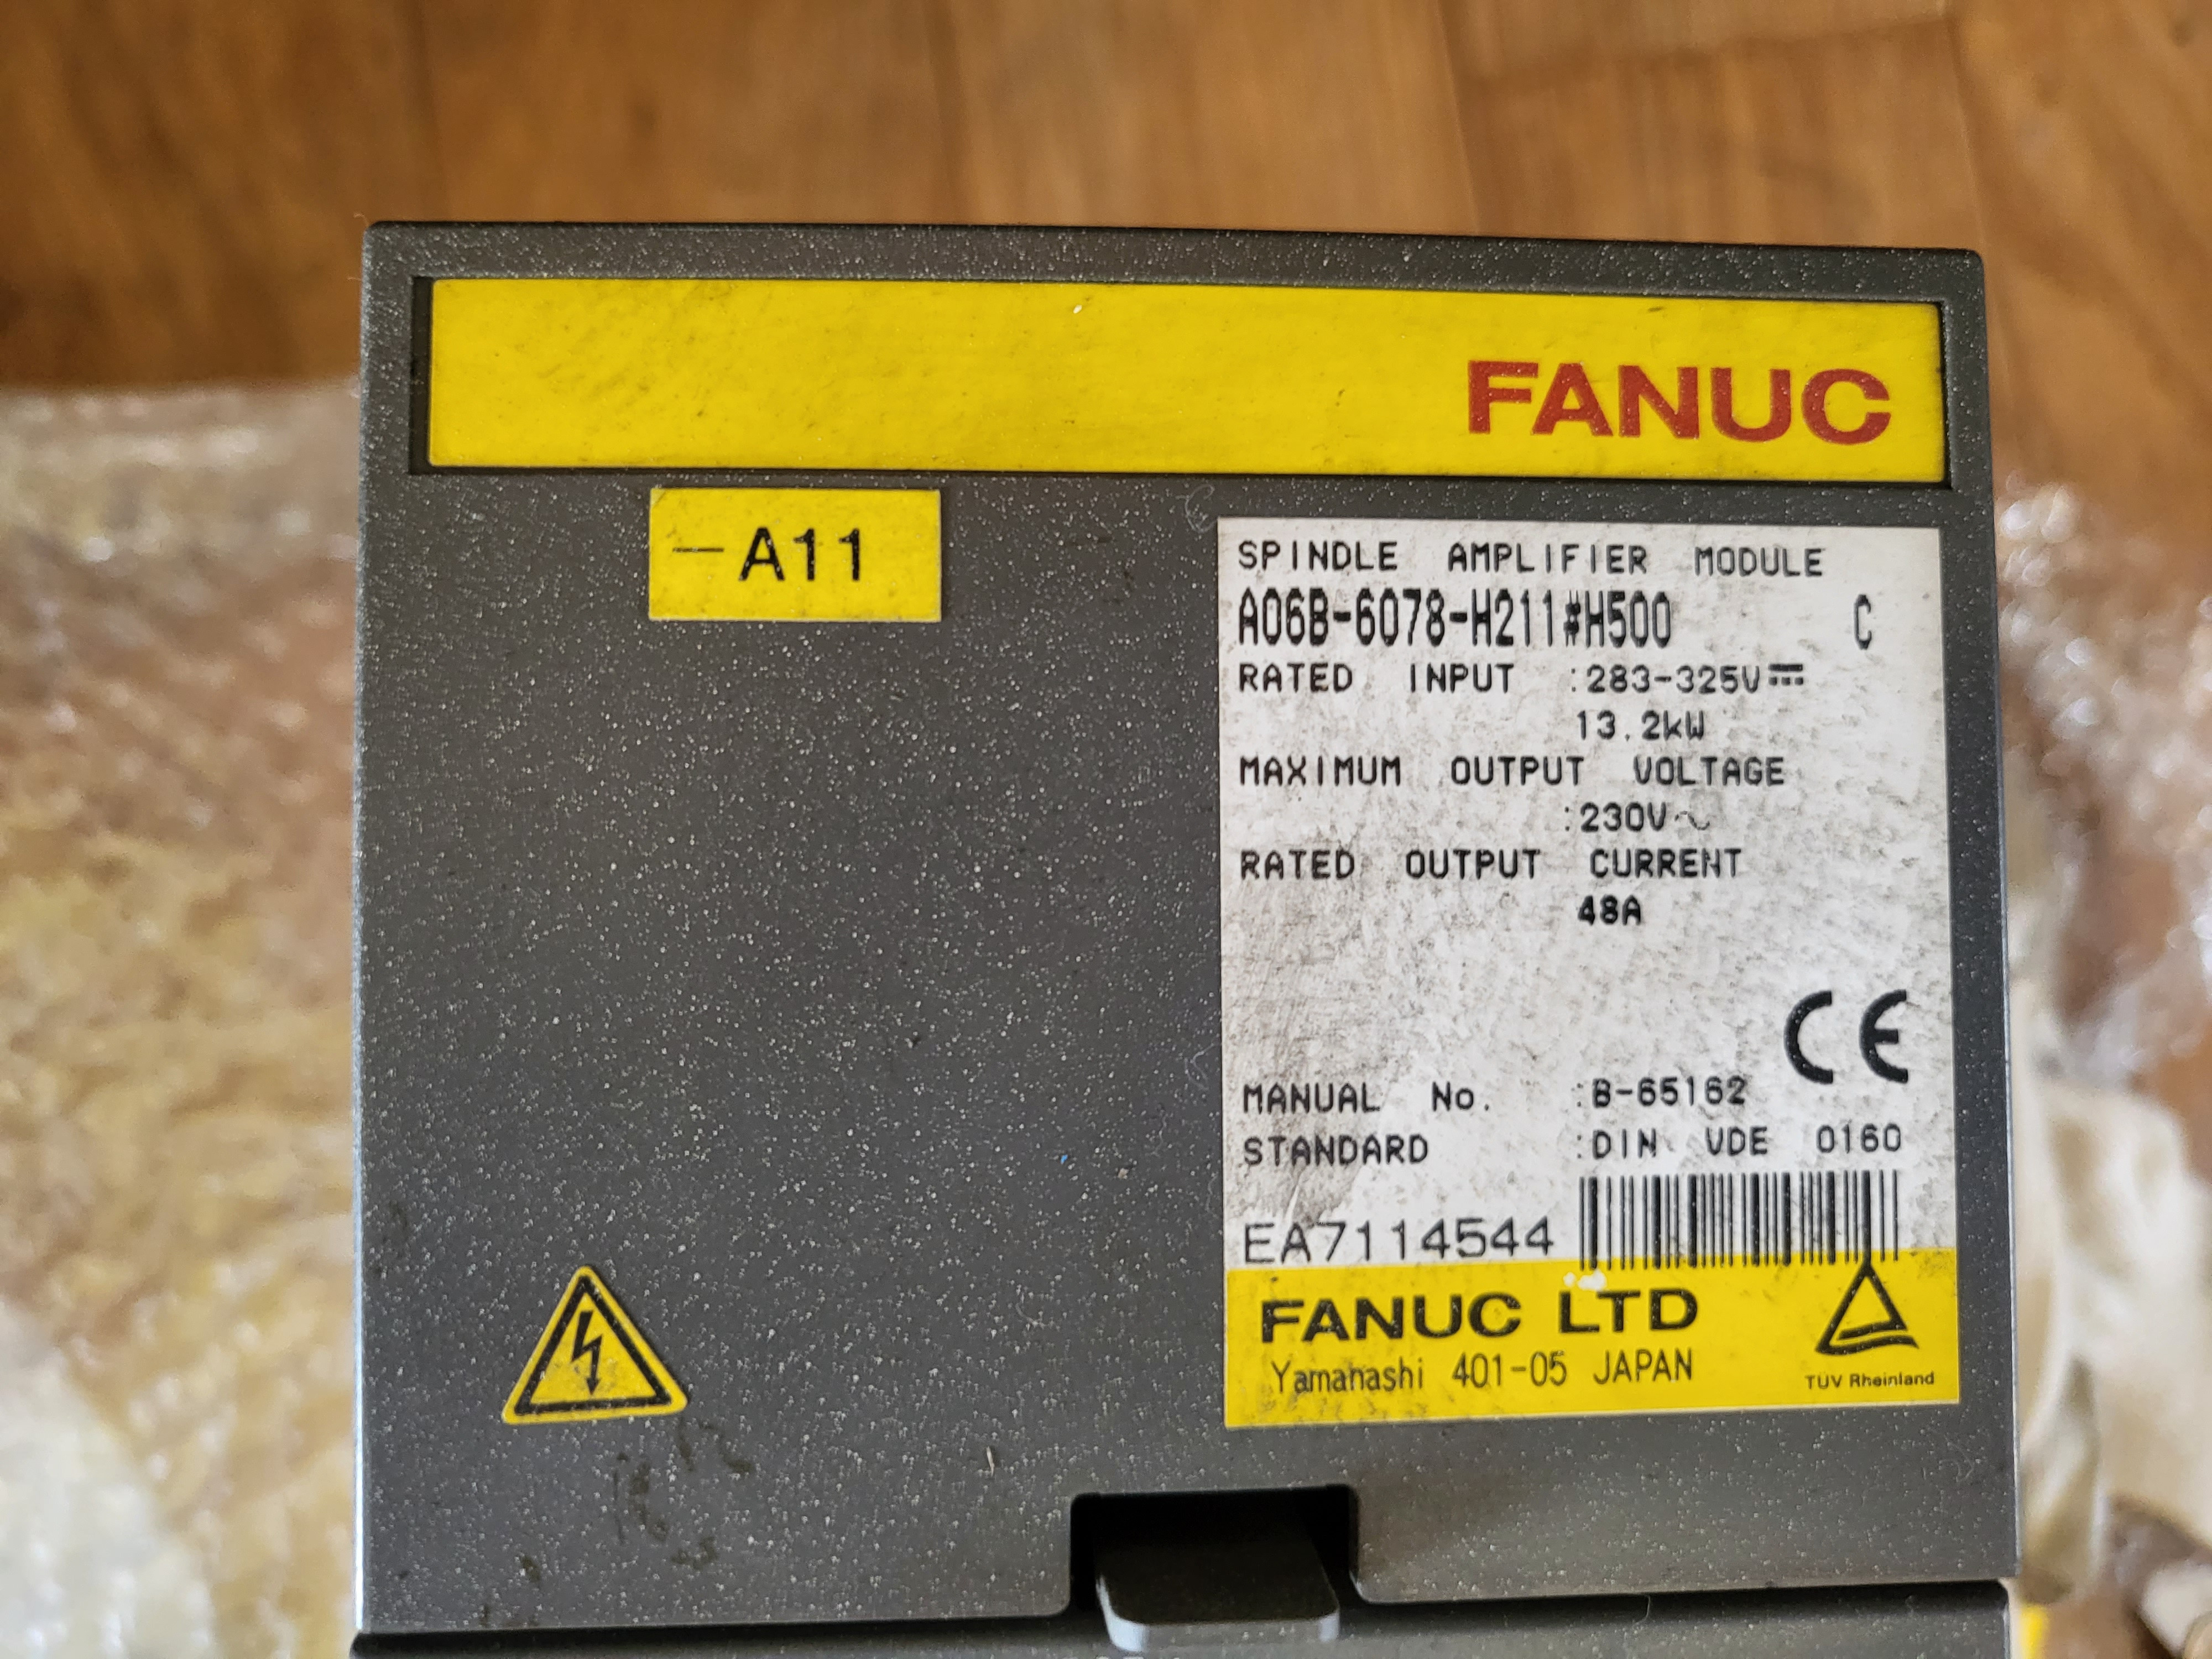 FANUC
—A11
SPINDLE AMPLIFIER MODULE
A06B-6078-H211#H500 C
RATED INPUT :283-325V⎓
13.2kW
MAXIMUM OUTPUT VOLTAGE
:230V~
RATED OUTPUT CURRENT
48A
CE
MANUAL No. :B-65162
STANDARD :DIN VDE 0160
EA7114544
FANUC LTD
Yamanashi 401-05 JAPAN
TUV Rheinland